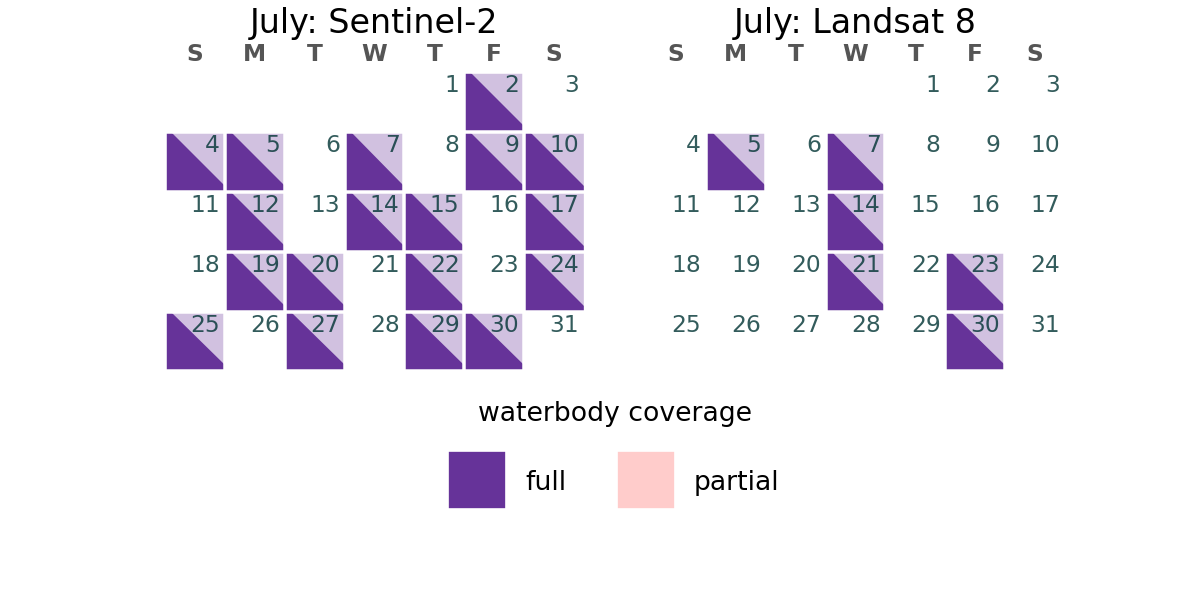 July: Sentinel-2
S M T W T F S
1 2 3
4 5 6 7 8 9 10
11 12 13 14 15 16 17
18 19 20 21 22 23 24
25 26 27 28 29 30 31
July: Landsat 8
S M T W T F S
1 2 3
4 5 6 7 8 9 10
11 12 13 14 15 16 17
18 19 20 21 22 23 24
25 26 27 28 29 30 31
waterbody coverage
full partial